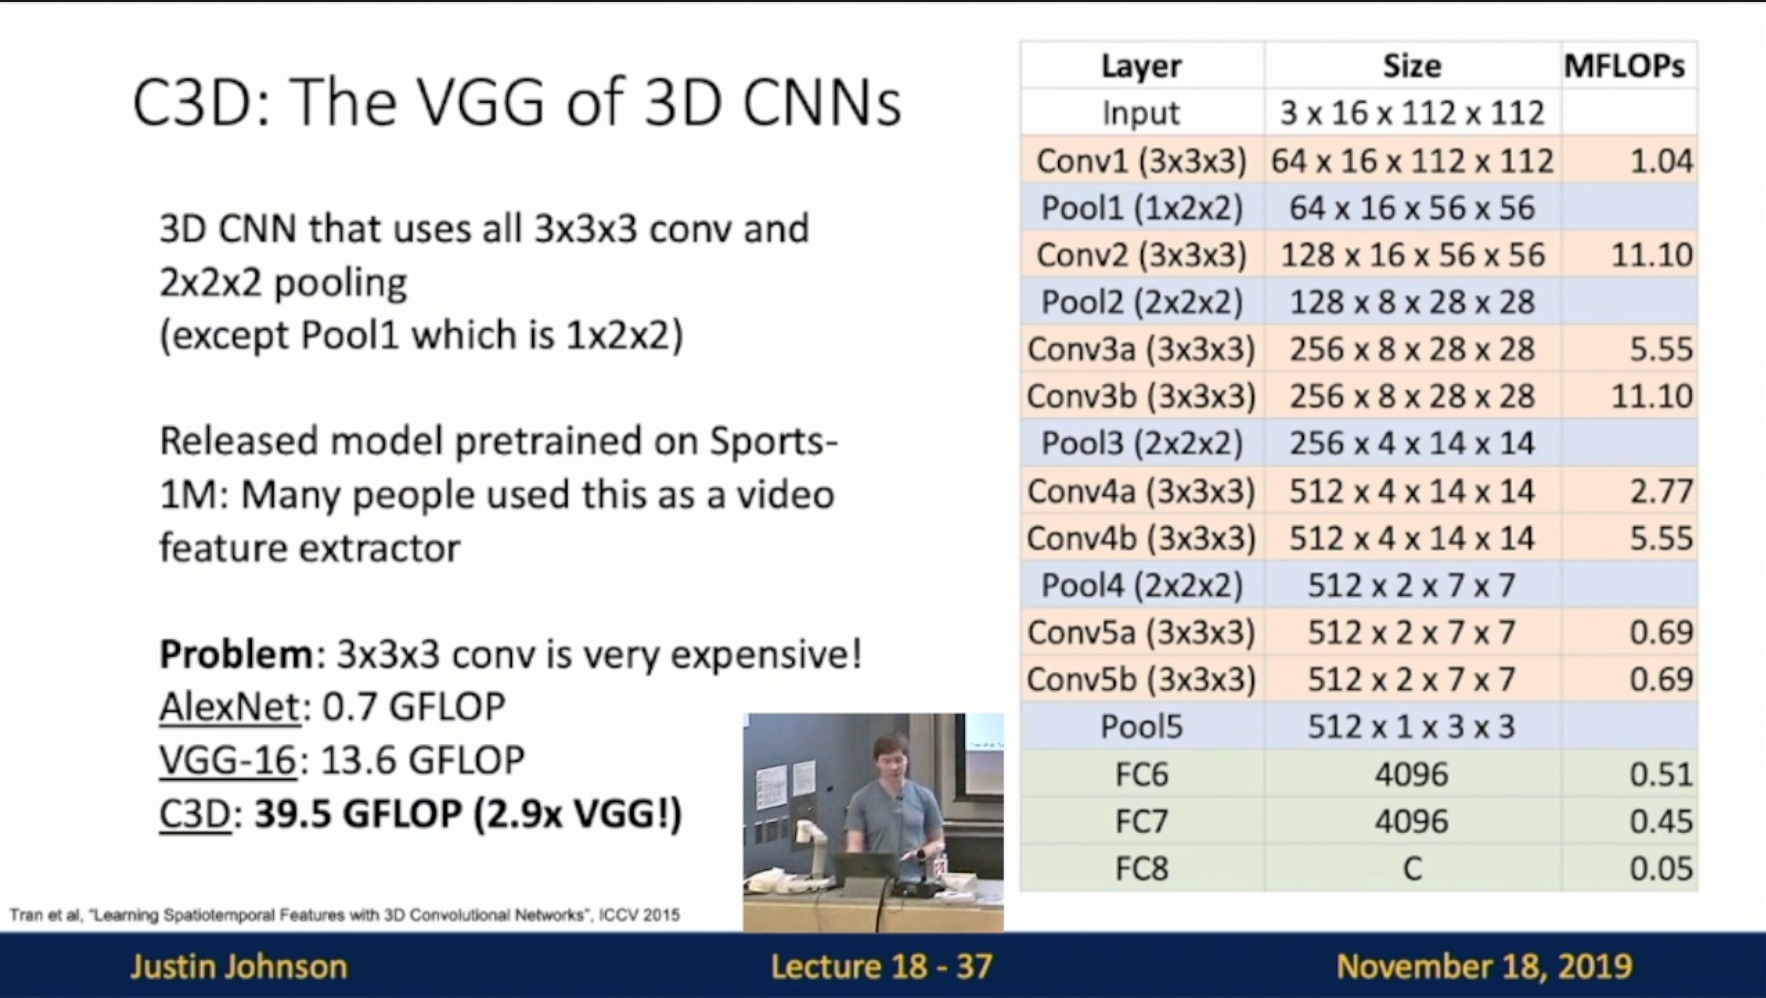 C3D: The VGG of 3D CNNs
3D CNN that uses all 3x3x3 conv and
2x2x2 pooling
(except Pool1 which is 1x2x2)
Released model pretrained on Sports-
1M: Many people used this as a video
feature extractor
Problem: 3x3x3 conv is very expensive!
AlexNet: 0.7 GFLOP
VGG-16: 13.6 GFLOP
C3D: 39.5 GFLOP (2.9x VGG!)
Layer Size MFLOPs
Input 3 x 16 x 112 x 112
Conv1 (3x3x3) 64 x 16 x 112 x 112 1.04
Pool1 (1x2x2) 64 x 16 x 56 x 56
Conv2 (3x3x3) 128 x 16 x 56 x 56 11.10
Pool2 (2x2x2) 128 x 8 x 28 x 28
Conv3a (3x3x3) 256 x 8 x 28 x 28 5.55
Conv3b (3x3x3) 256 x 8 x 28 x 28 11.10
Pool3 (2x2x2) 256 x 4 x 14 x 14
Conv4a (3x3x3) 512 x 4 x 14 x 14 2.77
Conv4b (3x3x3) 512 x 4 x 14 x 14 5.55
Pool4 (2x2x2) 512 x 2 x 7 x 7
Conv5a (3x3x3) 512 x 2 x 7 x 7 0.69
Conv5b (3x3x3) 512 x 2 x 7 x 7 0.69
Pool5 512 x 1 x 3 x 3
FC6 4096 0.51
FC7 4096 0.45
FC8 C 0.05
Tran et al, "Learning Spatiotemporal Features with 3D Convolutional Networks", ICCV 2015
Justin Johnson Lecture 18 - 37 November 18, 2019